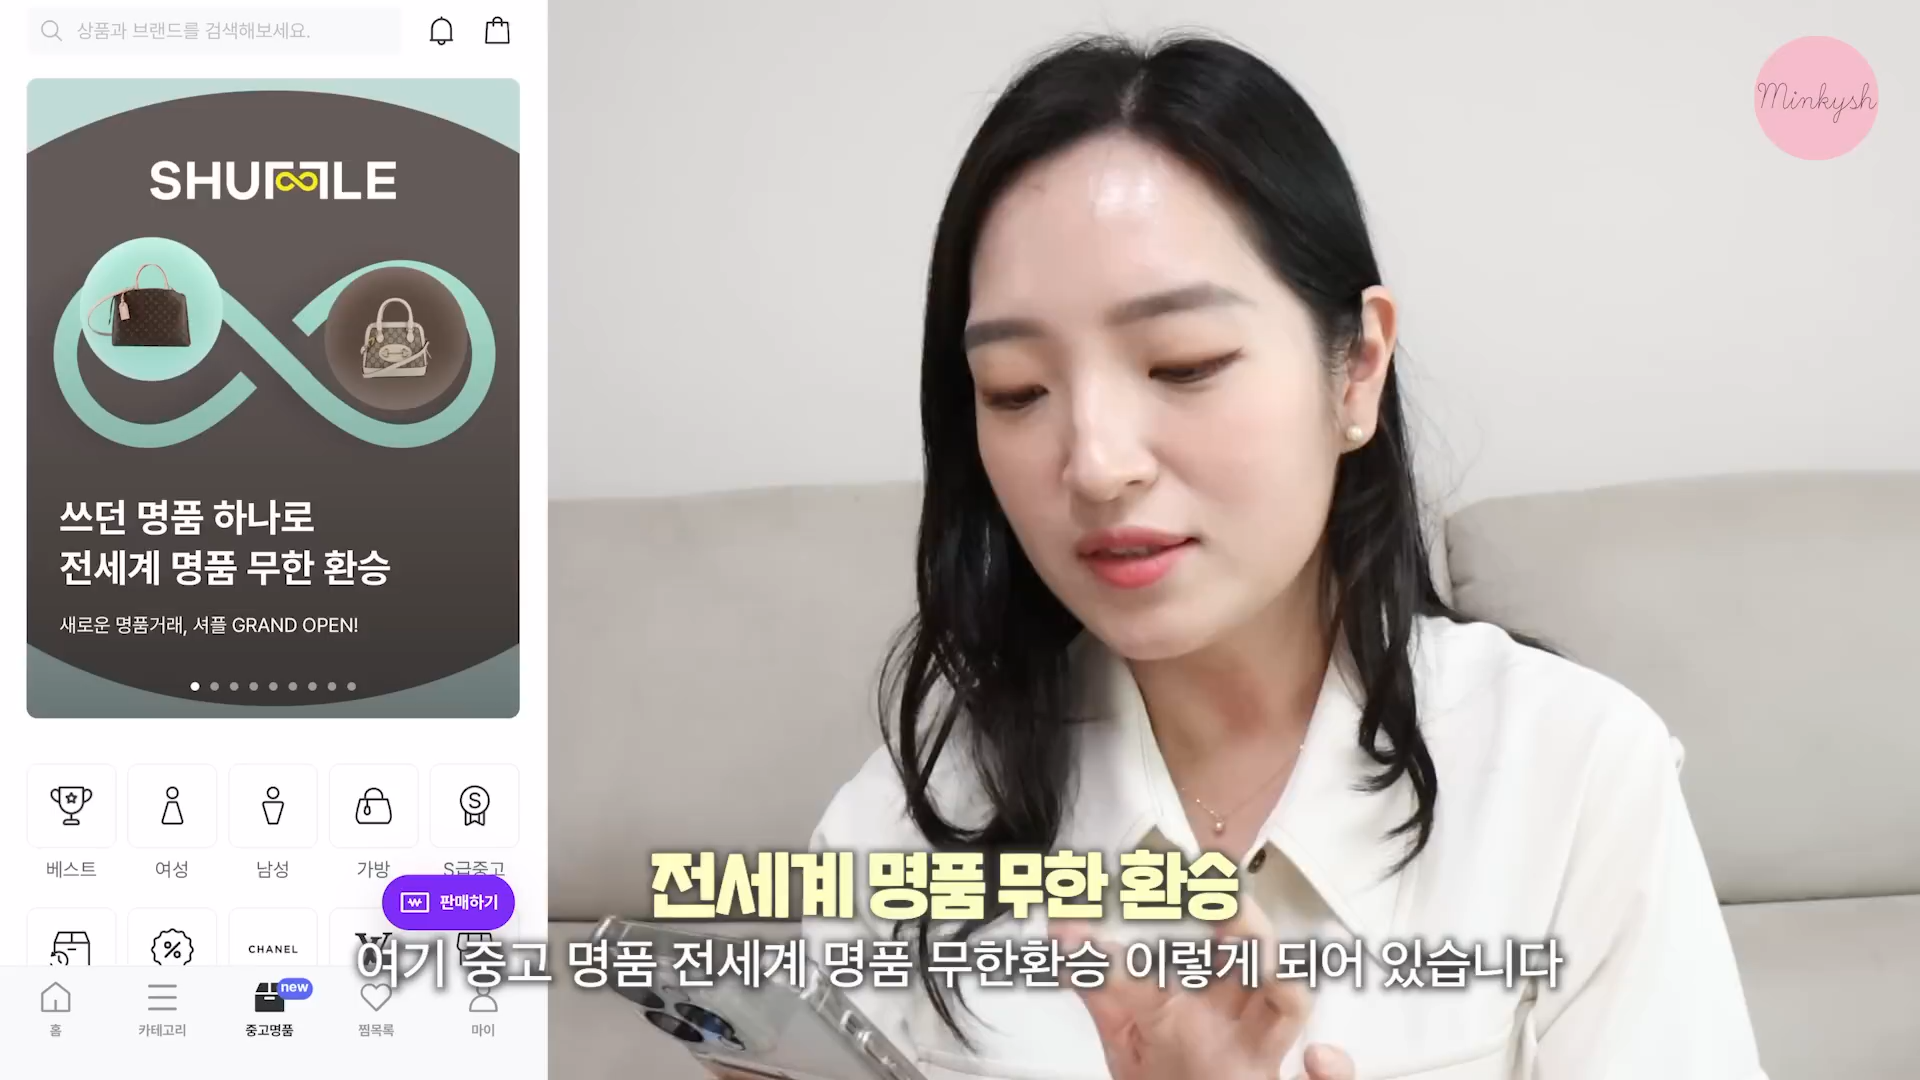 상품과 브랜드를 검색해보세요.
SHUFFLE
쓰던 명품 하나로
전세계 명품 무한 환승
새로운 명품거래, 셔플 GRAND OPEN!
베스트
여성
남성
가방
S급중고
판매하기
CHANEL
new
홈
카테고리
중고명품
찜목록
마이
Minkysh
전세계 명품 무한 환승
여기 중고 명품 전세계 명품 무한환승 이렇게 되어 있습니다